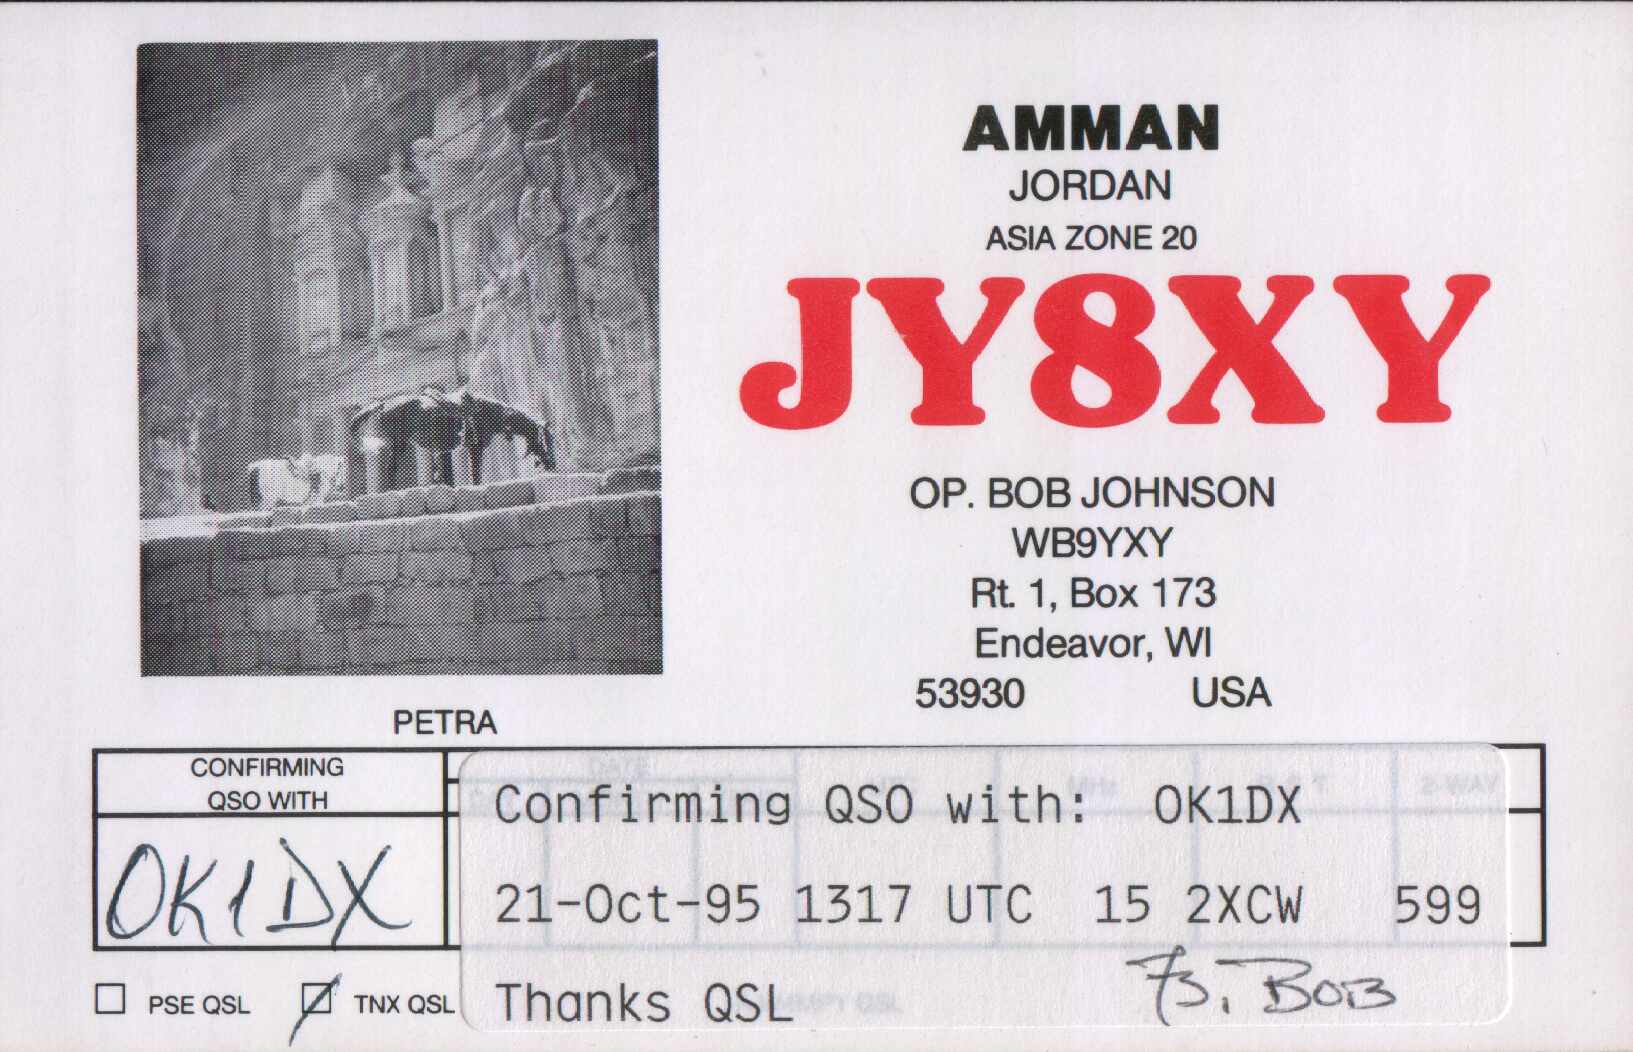 AMMAN
JORDAN
ASIA ZONE 20
JY8XY
OP. BOB JOHNSON
WB9YXY
Rt. 1, Box 173
Endeavor, WI
53930 USA
PETRA
CONFIRMING
QSO WITH
OK1DX
Confirming QSO with: OK1DX
21-Oct-95 1317 UTC 15 2XCW 599
Thanks QSL
73, BOB
PSE QSL
TNX QSL